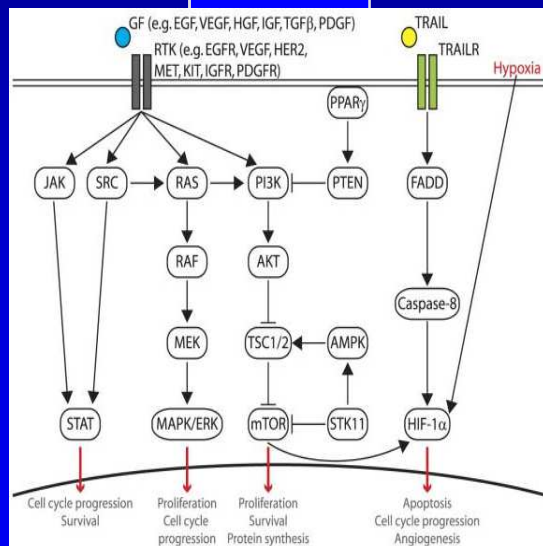 GF (e.g. EGF, VEGF, HGF, IGF, TGFβ, PDGF)
TRAIL
RTK (e.g. EGFR, VEGF, HER2,
MET, KIT, IGFR, PDGFR)
TRAILR
Hypoxia
PPARγ
JAK
SRC
RAS
PI3K
PTEN
FADD
RAF
AKT
Caspase-8
MEK
TSC1/2
AMPK
STAT
MAPK/ERK
mTOR
STK11
HIF-1α
Cell cycle progression
Survival
Proliferation
Cell cycle
progression
Proliferation
Survival
Protein synthesis
Apoptosis
Cell cycle progression
Angiogenesis